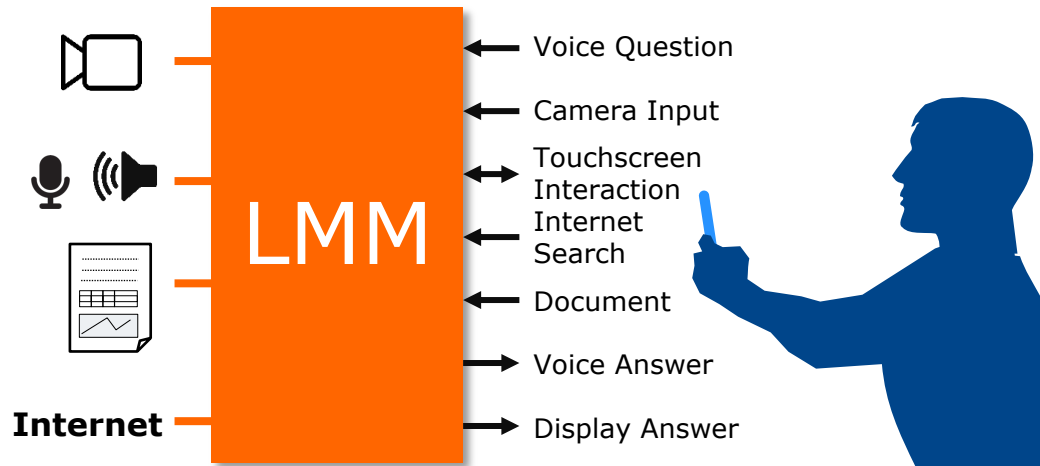 Internet
LMM
Voice Question
Camera Input
Touchscreen
Interaction
Internet
Search
Document
Voice Answer
Display Answer